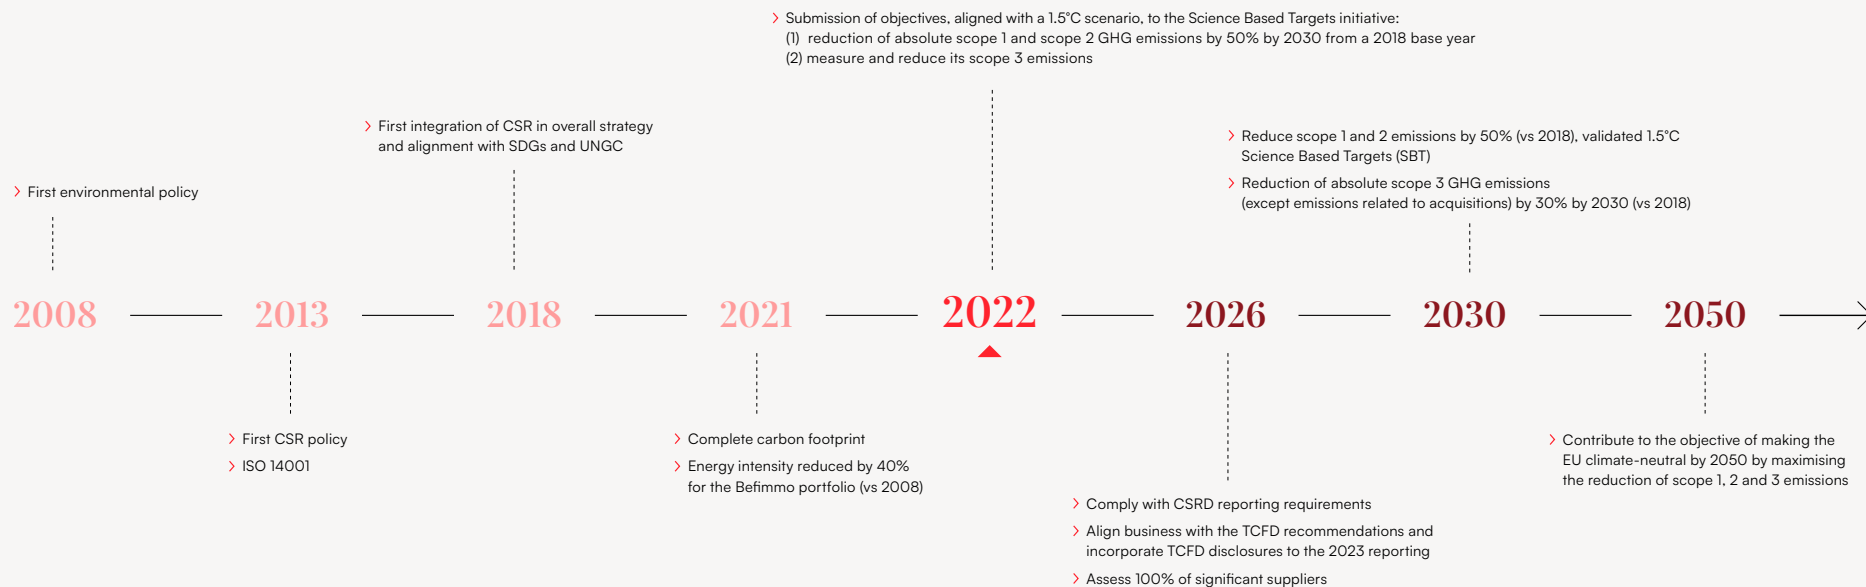 Submission of objectives, aligned with a 1.5°C scenario, to the Science Based Targets initiative:
(1) reduction of absolute scope 1 and scope 2 GHG emissions by 50% by 2030 from a 2018 base year
(2) measure and reduce its scope 3 emissions
First integration of CSR in overall strategy
and alignment with SDGs and UNGC
Reduce scope 1 and 2 emissions by 50% (vs 2018), validated 1.5°C
Science Based Targets (SBT)
Reduction of absolute scope 3 GHG emissions
(except emissions related to acquisitions) by 30% by 2030 (vs 2018)
First environmental policy
2008
2013
2018
2021
2022
2026
2030
2050
First CSR policy
ISO 14001
Complete carbon footprint
Energy intensity reduced by 40%
for the Befimmo portfolio (vs 2008)
Contribute to the objective of making the
EU climate-neutral by 2050 by maximising
the reduction of scope 1, 2 and 3 emissions
Comply with CSRD reporting requirements
Align business with the TCFD recommendations and
incorporate TCFD disclosures to the 2023 reporting
Assess 100% of significant suppliers